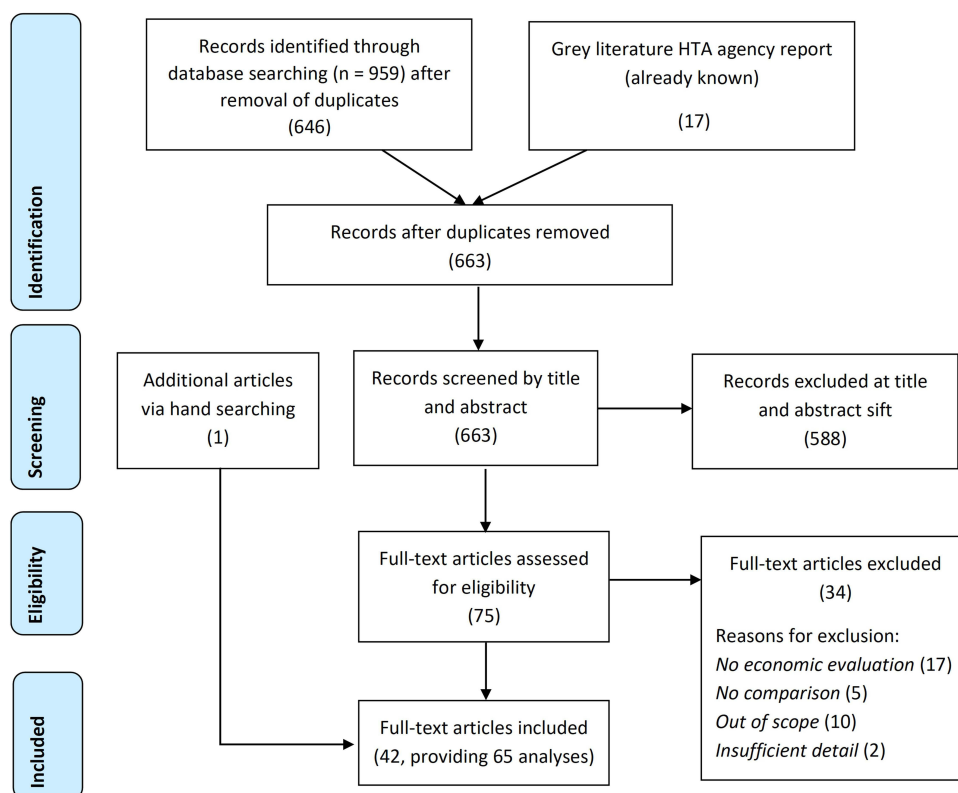 Identification
Records identified through
database searching (n = 959) after
removal of duplicates
(646)
Grey literature HTA agency report
(already known)
(17)
Records after duplicates removed
(663)
Screening
Additional articles
via hand searching
(1)
Records screened by title
and abstract
(663)
Records excluded at title
and abstract sift
(588)
Eligibility
Full-text articles assessed
for eligibility
(75)
Full-text articles excluded
(34)
Reasons for exclusion:
No economic evaluation (17)
No comparison (5)
Out of scope (10)
Insufficient detail (2)
Included
Full-text articles included
(42, providing 65 analyses)